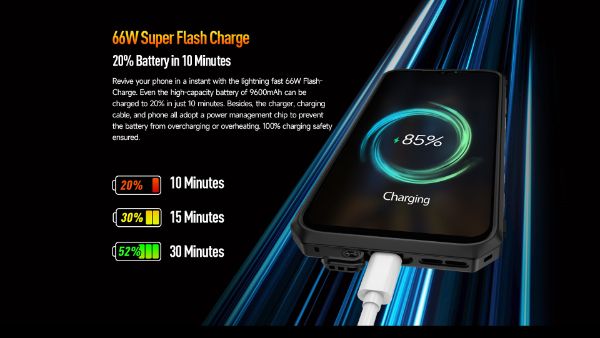 66W Super Flash Charge
20% Battery in 10 Minutes
Revive your phone in a instant with the lightning fast 66W Flash-
Charge. Even the high-capacity battery of 9600mAh can be
charged to 20% in just 10 minutes. Besides, the charger, charging
cable, and phone all adopt a power management chip to prevent
the battery from overcharging or overheating. 100% charging safety
ensured.
20% 10 Minutes
30% 15 Minutes
52% 30 Minutes
85%
Charging